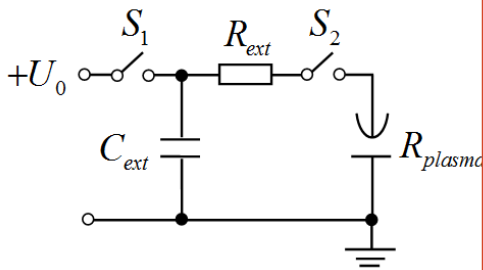 S1
Rext
S2
+U0
Cext
Rplasma